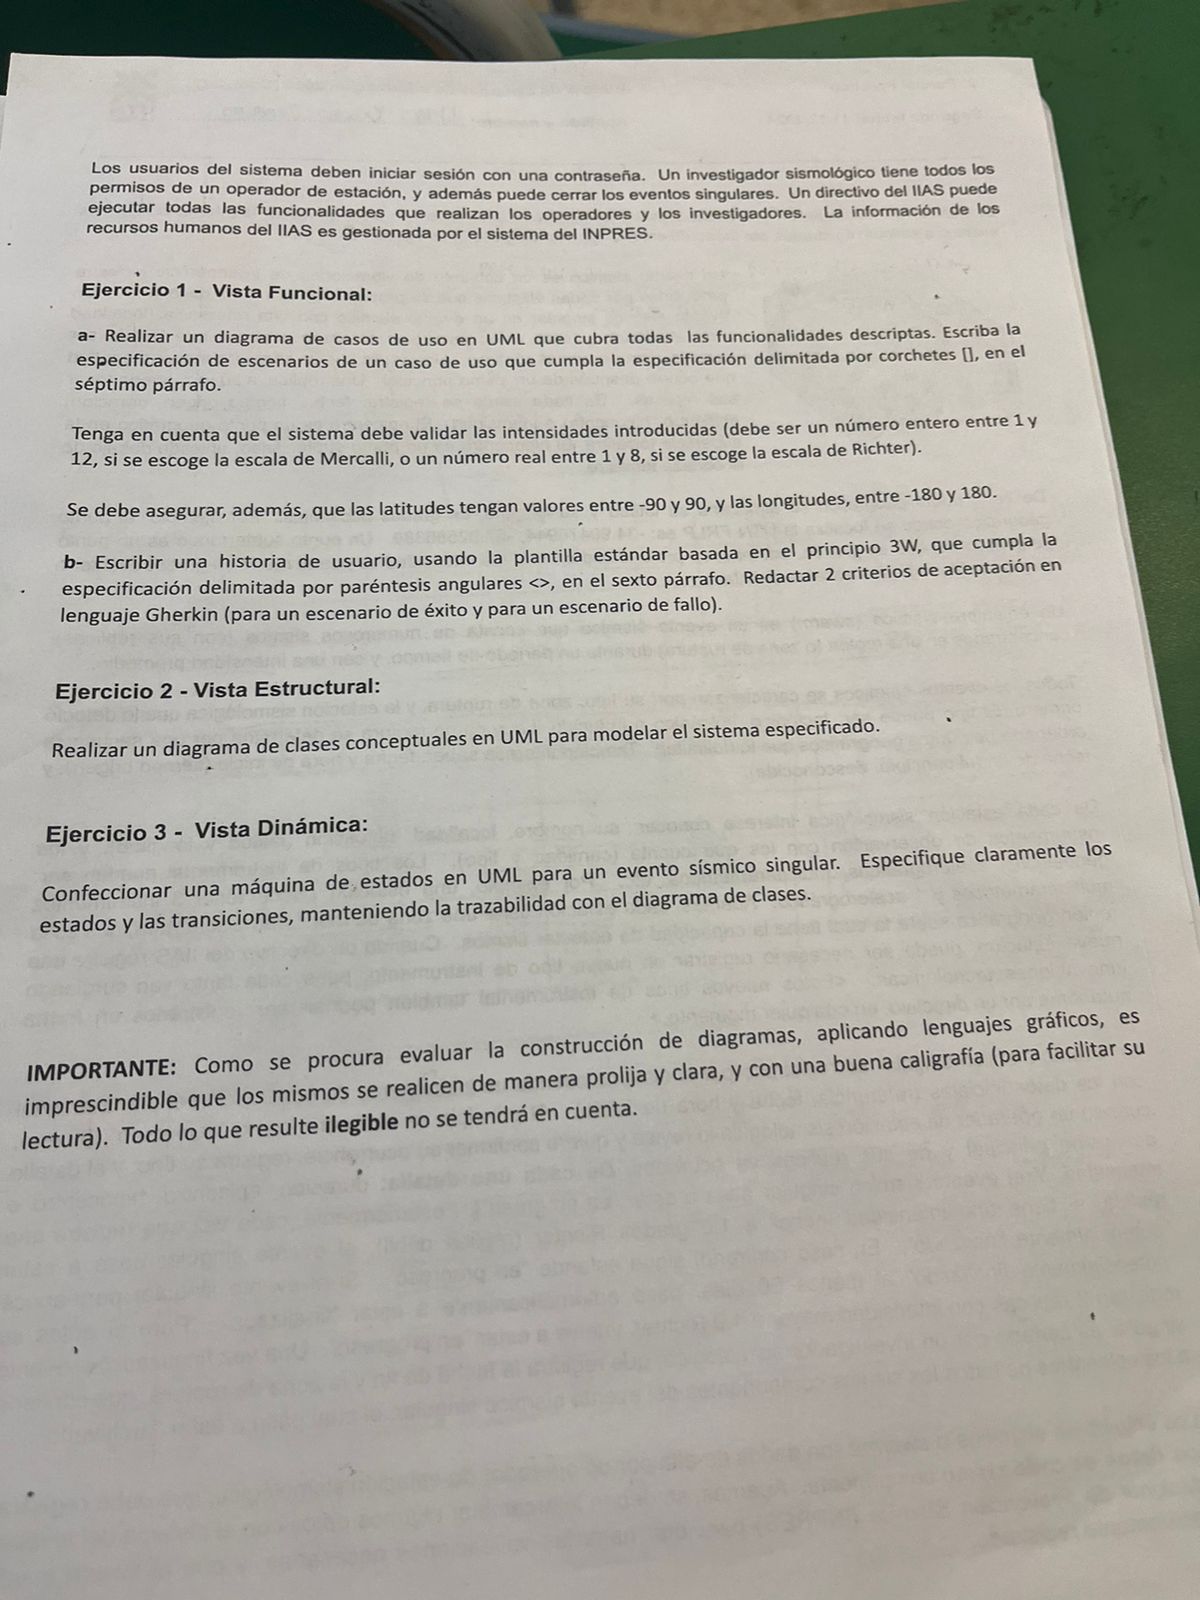 Los usuarios del sistema deben iniciar sesión con una contraseña. Un investigador sismológico tiene todos los
permisos de un operador de estación, y además puede cerrar los eventos singulares. Un directivo del IIAS puede
ejecutar todas las funcionalidades que realizan los operadores y los investigadores. La información de los
recursos humanos del IIAS es gestionada por el sistema del INPRES.
Ejercicio 1 - Vista Funcional:
a- Realizar un diagrama de casos de uso en UML que cubra todas las funcionalidades descriptas. Escriba la
especificación de escenarios de un caso de uso que cumpla la especificación delimitada por corchetes [], en el
séptimo párrafo.
Tenga en cuenta que el sistema debe validar las intensidades introducidas (debe ser un número entero entre 1 y
12, si se escoge la escala de Mercalli, o un número real entre 1 y 8, si se escoge la escala de Richter).
Se debe asegurar, además, que las latitudes tengan valores entre -90 y 90, y las longitudes, entre -180 y 180.
b- Escribir una historia de usuario, usando la plantilla estándar basada en el principio 3W, que cumpla la
especificación delimitada por paréntesis angulares <>, en el sexto párrafo. Redactar 2 criterios de aceptación en
lenguaje Gherkin (para un escenario de éxito y para un escenario de fallo).
Ejercicio 2 - Vista Estructural:
Realizar un diagrama de clases conceptuales en UML para modelar el sistema especificado.
Ejercicio 3 - Vista Dinámica:
Confeccionar una máquina de estados en UML para un evento sísmico singular. Especifique claramente los
estados y las transiciones, manteniendo la trazabilidad con el diagrama de clases.
IMPORTANTE: Como se procura evaluar la construcción de diagramas, aplicando lenguajes gráficos, es
imprescindible que los mismos se realicen de manera prolija y clara, y con una buena caligrafía (para facilitar su
lectura). Todo lo que resulte ilegible no se tendrá en cuenta.